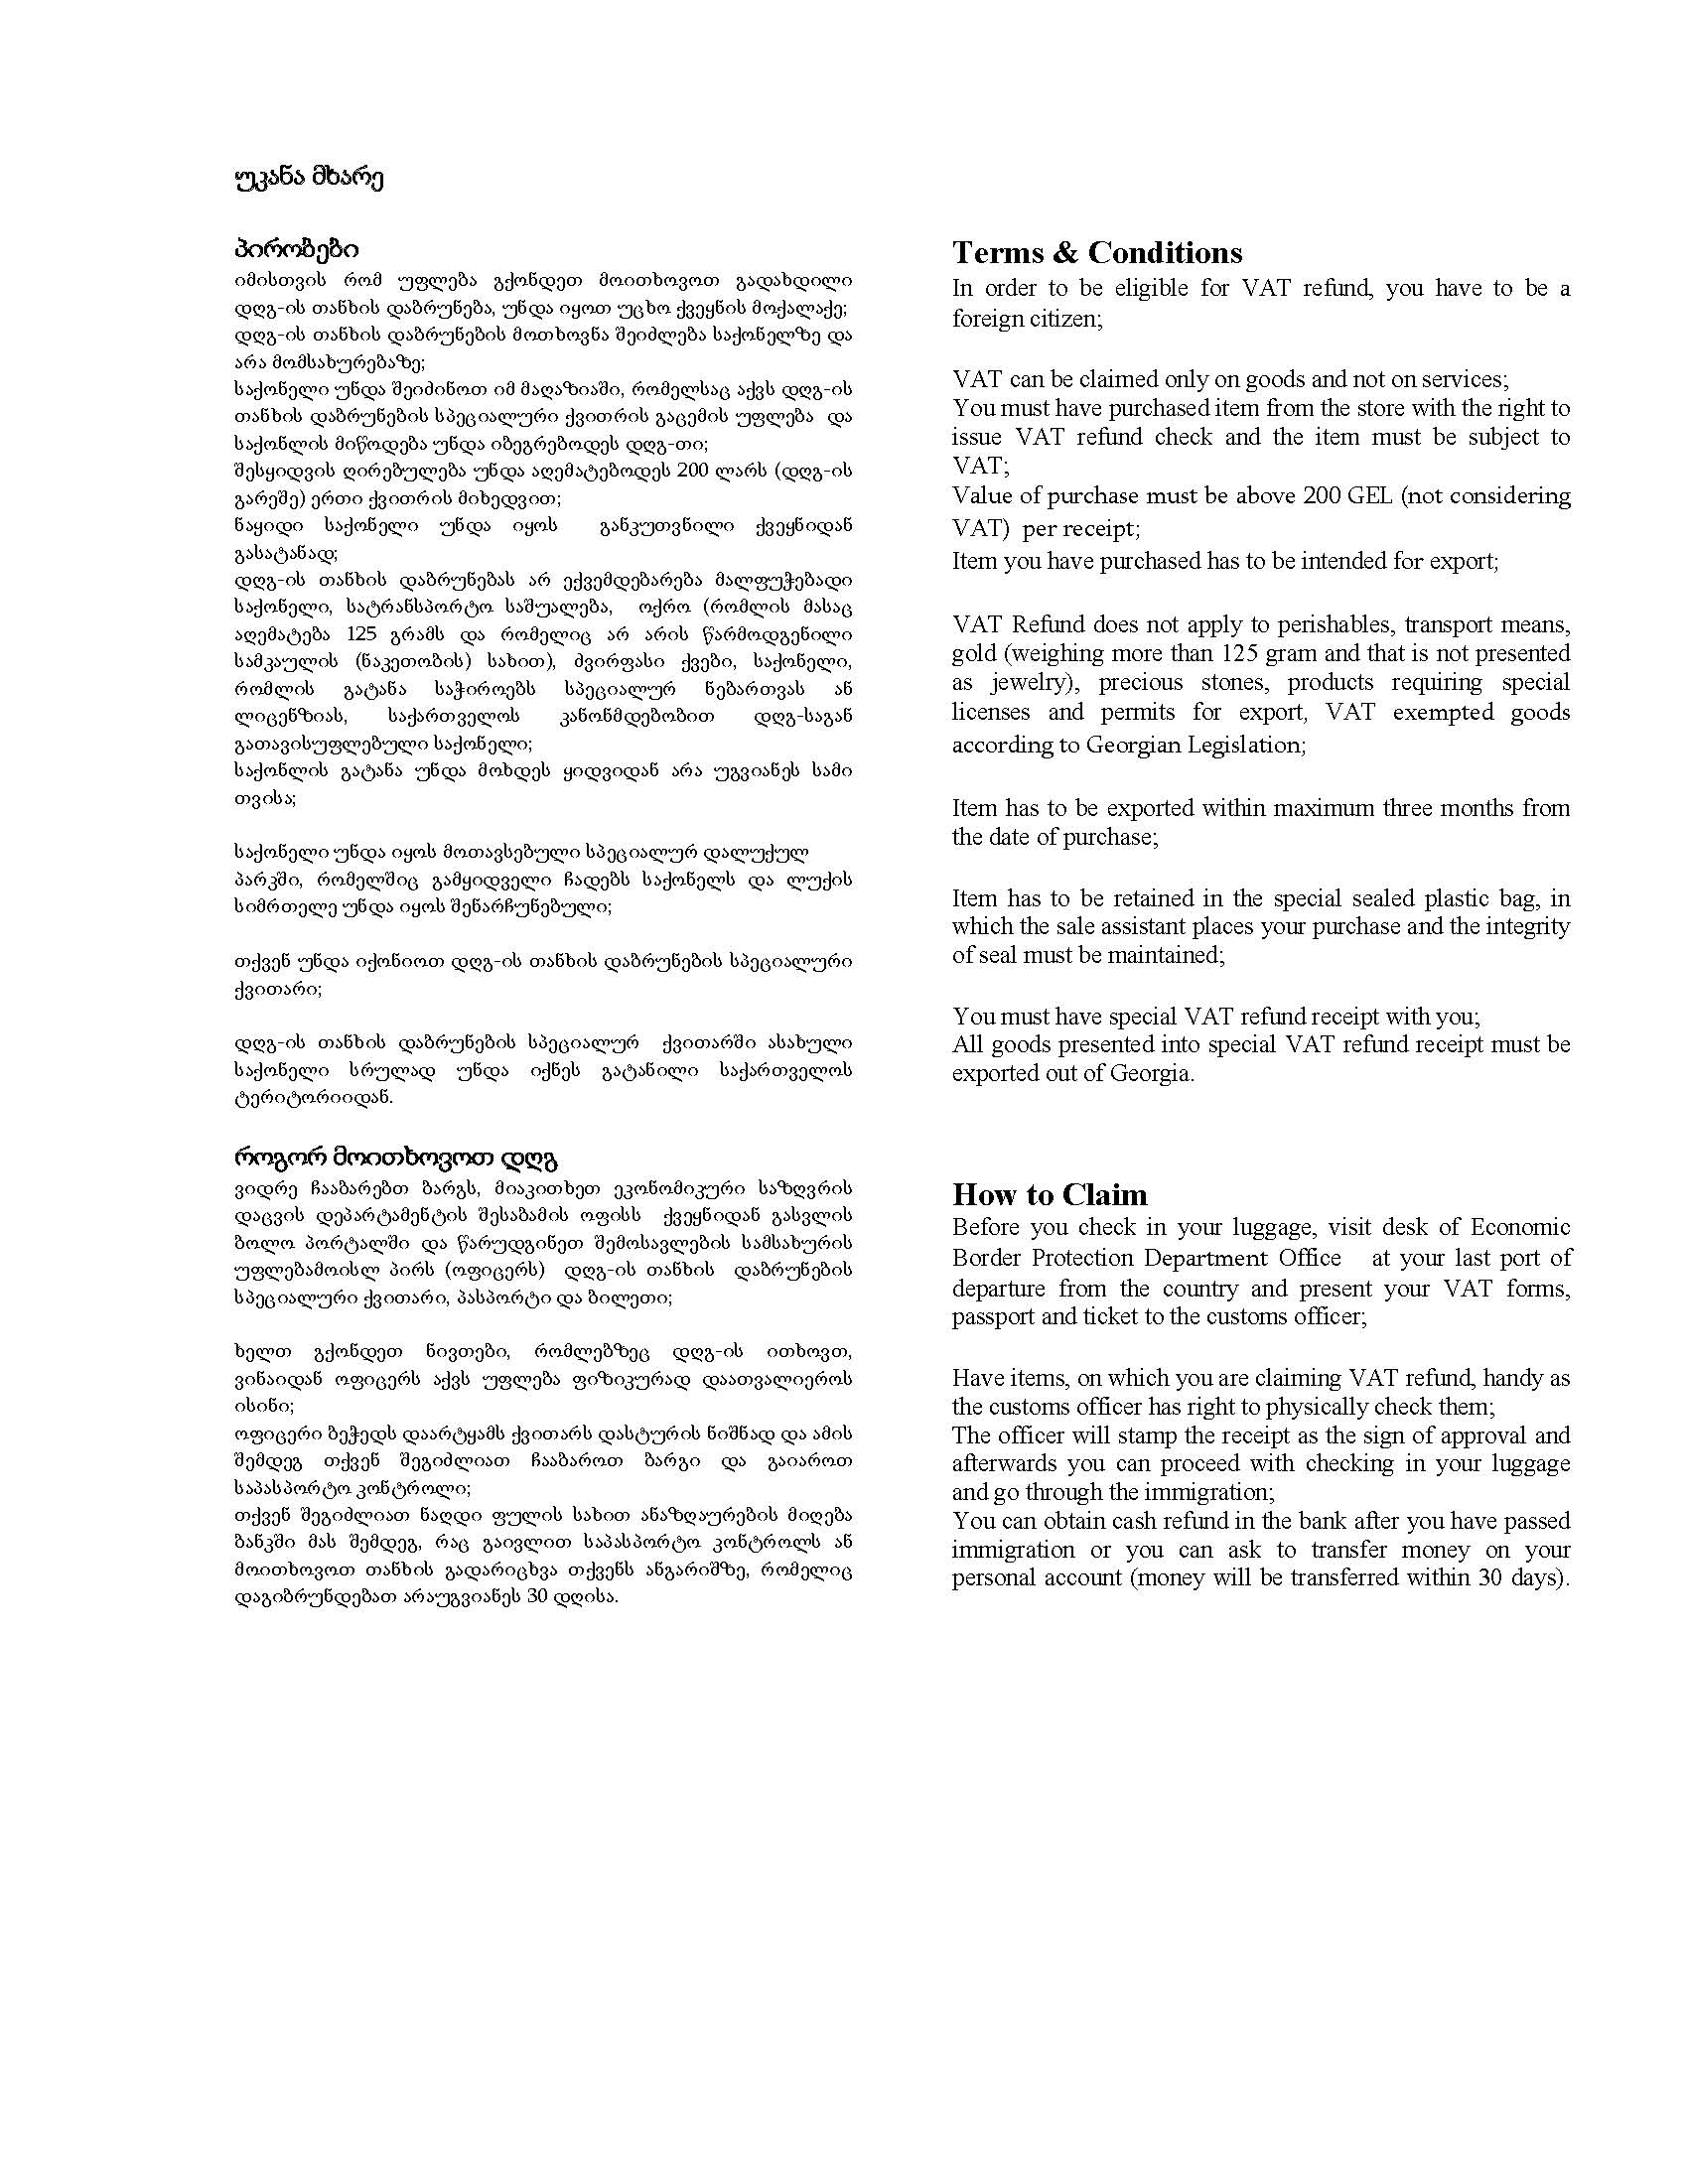 უკანა მხარე
პირობები
იმისთვის რომ უფლება გქონდეთ მოითხოვოთ გადახდილი
დღგ-ის თანხის დაბრუნება, უნდა იყოთ უცხო ქვეყნის მოქალაქე;
დღგ-ის თანხის დაბრუნების მოთხოვნა შეიძლება საქონელზე და
არა მომსახურებაზე;
საქონელი უნდა შეიძინოთ იმ მაღაზიაში, რომელსაც აქვს დღგ-ის
თანხის დაბრუნების სპეციალური ქვითრის გაცემის უფლება  და
საქონლის მიწოდება უნდა იბეგრებოდეს დღგ-თი;
შესყიდვის ღირებულება უნდა აღემატებოდეს 200 ლარს (დღგ-ის
გარეშე) ერთი ქვითრის მიხედვით;
ნაყიდი საქონელი უნდა იყოს  განკუთვნილი ქვეყნიდან
გასატანად;
დღგ-ის თანხის დაბრუნებას არ ექვემდებარება მალფუჭებადი
საქონელი, სატრანსპორტო საშუალება,  ოქრო (რომლის მასაც
აღემატება 125 გრამს და რომელიც არ არის წარმოდგენილი
სამკაულის (ნაკეთობის) სახით), ძვირფასი ქვები, საქონელი,
რომლის გატანა საჭიროებს სპეციალურ ნებართვას ან
ლიცენზიას, საქართველოს კანონმდებობით დღგ-საგან
გათავისუფლებული საქონელი;
საქონლის გატანა უნდა მოხდეს ყიდვიდან არა უგვიანეს სამი
თვისა;
საქონელი უნდა იყოს მოთავსებული სპეციალურ დალუქულ
პარკში, რომელშიც გამყიდველი ჩადებს საქონელს და ლუქის
სიმრთელე უნდა იყოს შენარჩუნებული;
თქვენ უნდა იქონიოთ დღგ-ის თანხის დაბრუნების სპეციალური
ქვითარი;
დღგ-ის თანხის დაბრუნების სპეციალურ  ქვითარში ასახული
საქონელი სრულად უნდა იქნეს გატანილი საქართველოს
ტერიტორიიდან.
როგორ მოითხოვოთ დღგ
ვიდრე ჩააბარებთ ბარგს, მიაკითხეთ ეკონომიკური საზღვრის
დაცვის დეპარტამენტის შესაბამის ოფისს  ქვეყნიდან გასვლის
ბოლო პორტალში და წარუდგინეთ შემოსავლების სამსახურის
უფლებამოისლ პირს (ოფიცერს)  დღგ-ის თანხის  დაბრუნების
სპეციალური ქვითარი, პასპორტი და ბილეთი;
ხელთ გქონდეთ ნივთები, რომლებზეც დღგ-ის ითხოვთ,
ვინაიდან ოფიცერს აქვს უფლება ფიზიკურად დაათვალიეროს
ისინი;
ოფიცერი ბეჭედს დაარტყამს ქვითარს დასტურის ნიშნად და ამის
შემდეგ თქვენ შეგიძლიათ ჩააბაროთ ბარგი და გაიაროთ
საპასპორტო კონტროლი;
თქვენ შეგიძლიათ ნაღდი ფულის სახით ანაზღაურების მიღება
ბანკში მას შემდეგ, რაც გაივლით საპასპორტო კონტროლს ან
მოითხოვოთ თანხის გადარიცხვა თქვენს ანგარიშზე, რომელიც
დაგიბრუნდებათ არაუგვიანეს 30 დღისა.
Terms & Conditions
In order to be eligible for VAT refund, you have to be a
foreign citizen;
VAT can be claimed only on goods and not on services;
You must have purchased item from the store with the right to
issue VAT refund check and the item must be subject to
VAT;
Value of purchase must be above 200 GEL (not considering
VAT)  per receipt;
Item you have purchased has to be intended for export;
VAT Refund does not apply to perishables, transport means,
gold (weighing more than 125 gram and that is not presented
as jewelry), precious stones, products requiring special
licenses and permits for export, VAT exempted goods
according to Georgian Legislation;
Item has to be exported within maximum three months from
the date of purchase;
Item has to be retained in the special sealed plastic bag, in
which the sale assistant places your purchase and the integrity
of seal must be maintained;
You must have special VAT refund receipt with you;
All goods presented into special VAT refund receipt must be
exported out of Georgia.
How to Claim
Before you check in your luggage, visit desk of Economic
Border Protection Department Office  at your last port of
departure from the country and present your VAT forms,
passport and ticket to the customs officer;
Have items, on which you are claiming VAT refund, handy as
the customs officer has right to physically check them;
The officer will stamp the receipt as the sign of approval and
afterwards you can proceed with checking in your luggage
and go through the immigration;
You can obtain cash refund in the bank after you have passed
immigration or you can ask to transfer money on your
personal account (money will be transferred within 30 days).